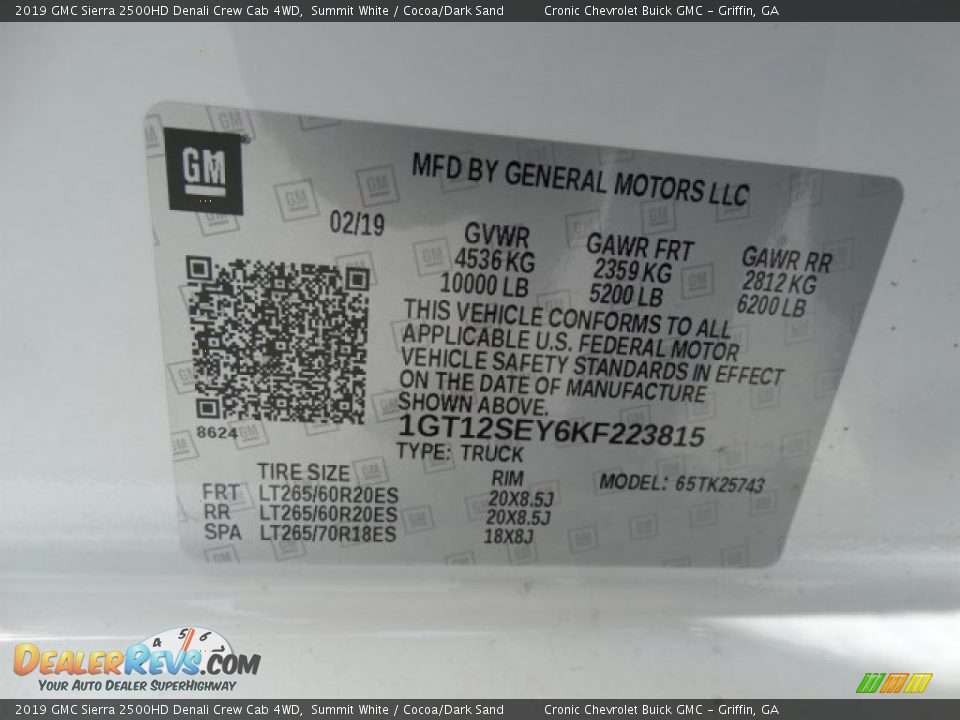 2019 GMC Sierra 2500HD Denali Crew Cab 4WD, Summit White / Cocoa/Dark Sand Cronic Chevrolet Buick GMC – Griffin, GA
GM
MFD BY GENERAL MOTORS LLC
02/19
GVWR GAWR FRT GAWR RR
4536 KG 2359 KG 2812 KG
10000 LB 5200 LB 6200 LB
THIS VEHICLE CONFORMS TO ALL
APPLICABLE U.S. FEDERAL MOTOR
VEHICLE SAFETY STANDARDS IN EFFECT
ON THE DATE OF MANUFACTURE
SHOWN ABOVE.
8624
1GT12SEY6KF223815
TYPE: TRUCK
TIRE SIZE RIM MODEL: 65TK25743
FRT LT265/60R20ES 20X8.5J
RR LT265/60R20ES 20X8.5J
SPA LT265/70R18ES 18X8J
4 5 6
DEALERREVS.COM
YOUR AUTO DEALER SUPERHIGHWAY
2019 GMC Sierra 2500HD Denali Crew Cab 4WD, Summit White / Cocoa/Dark Sand Cronic Chevrolet Buick GMC – Griffin, GA